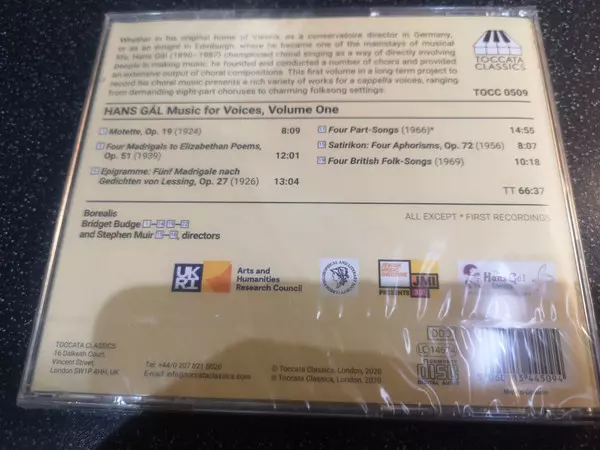 Whether in his original home of Vienna, as a conservatoire director in Germany,
or as an émigré in Edinburgh, where he became one of the mainstays of musical
life, Hans Gál (1890–1987) championed choral singing as a way of directly involving
people in making music; he founded and conducted a number of choirs and provided
an extensive output of choral compositions. This first volume in a long-term project to
record his choral music presents a rich variety of works for a cappella voices, ranging
from demanding eight-part choruses to charming folksong settings.
TOCCATA
CLASSICS
TOCC 0509
HANS GÁL Music for Voices, Volume One
Motette, Op. 19 (1924) 8:09
Four Madrigals to Elizabethan Poems,
Op. 51 (1939) 12:01
Epigramme: Fünf Madrigale nach
Gedichten von Lessing, Op. 27 (1926) 13:04
Four Part-Songs (1966)* 14:55
Satirikon: Four Aphorisms, Op. 72 (1956) 8:07
Four British Folk-Songs (1969) 10:18
TT 66:37
Borealis
Bridget Budge
and Stephen Muir, directors
ALL EXCEPT * FIRST RECORDINGS
UK
RI
Arts and
Humanities
Research Council
JMI
PRESENTS
Hans Gál
TOCCATA CLASSICS
16 Dalkeith Court,
Vincent Street,
London SW1P 4HH, UK
Tel: +44/0 207 821 5020
E-mail: info@toccataclassics.com
℗ Toccata Classics, London, 2020
© Toccata Classics, London, 2020
COMPACT
disc
DIGITAL AUDIO